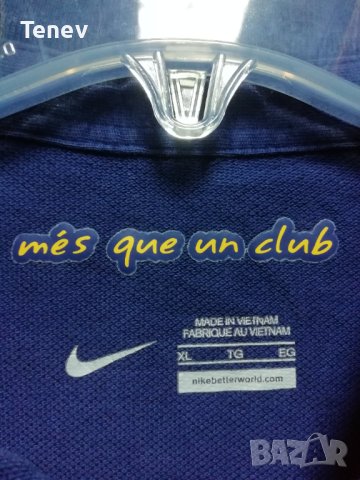 Tenev
més que un club
MADE IN VIETNAM
FABRIQUE AU VIETNAM
XL TG EG
nikebetterworld.com
BAZAR